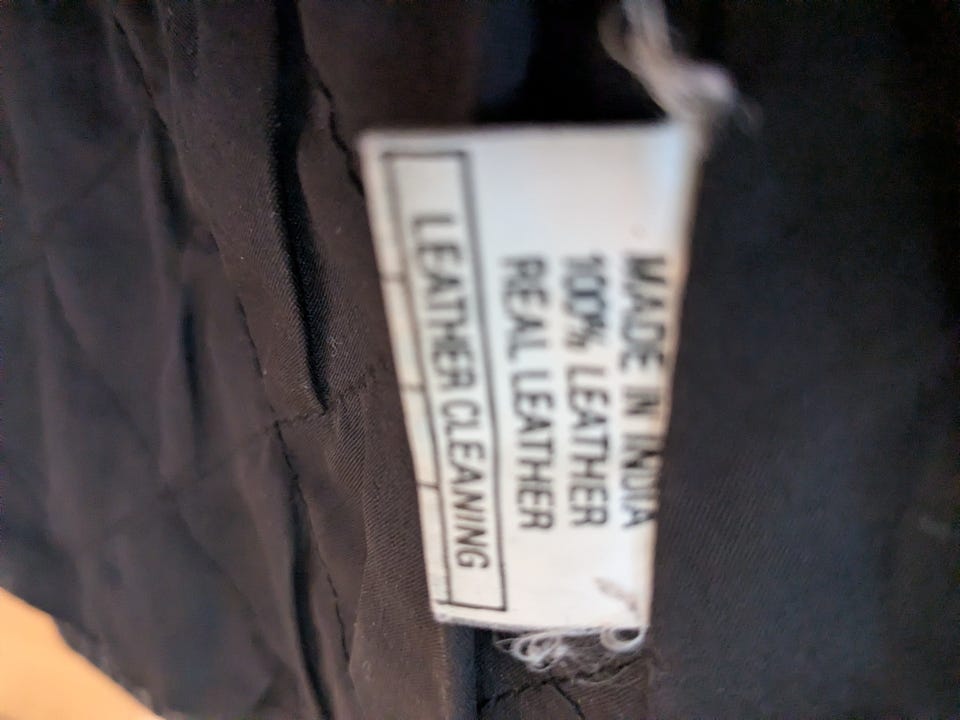 MADE IN INDIA
100% LEATHER
REAL LEATHER
LEATHER CLEANING